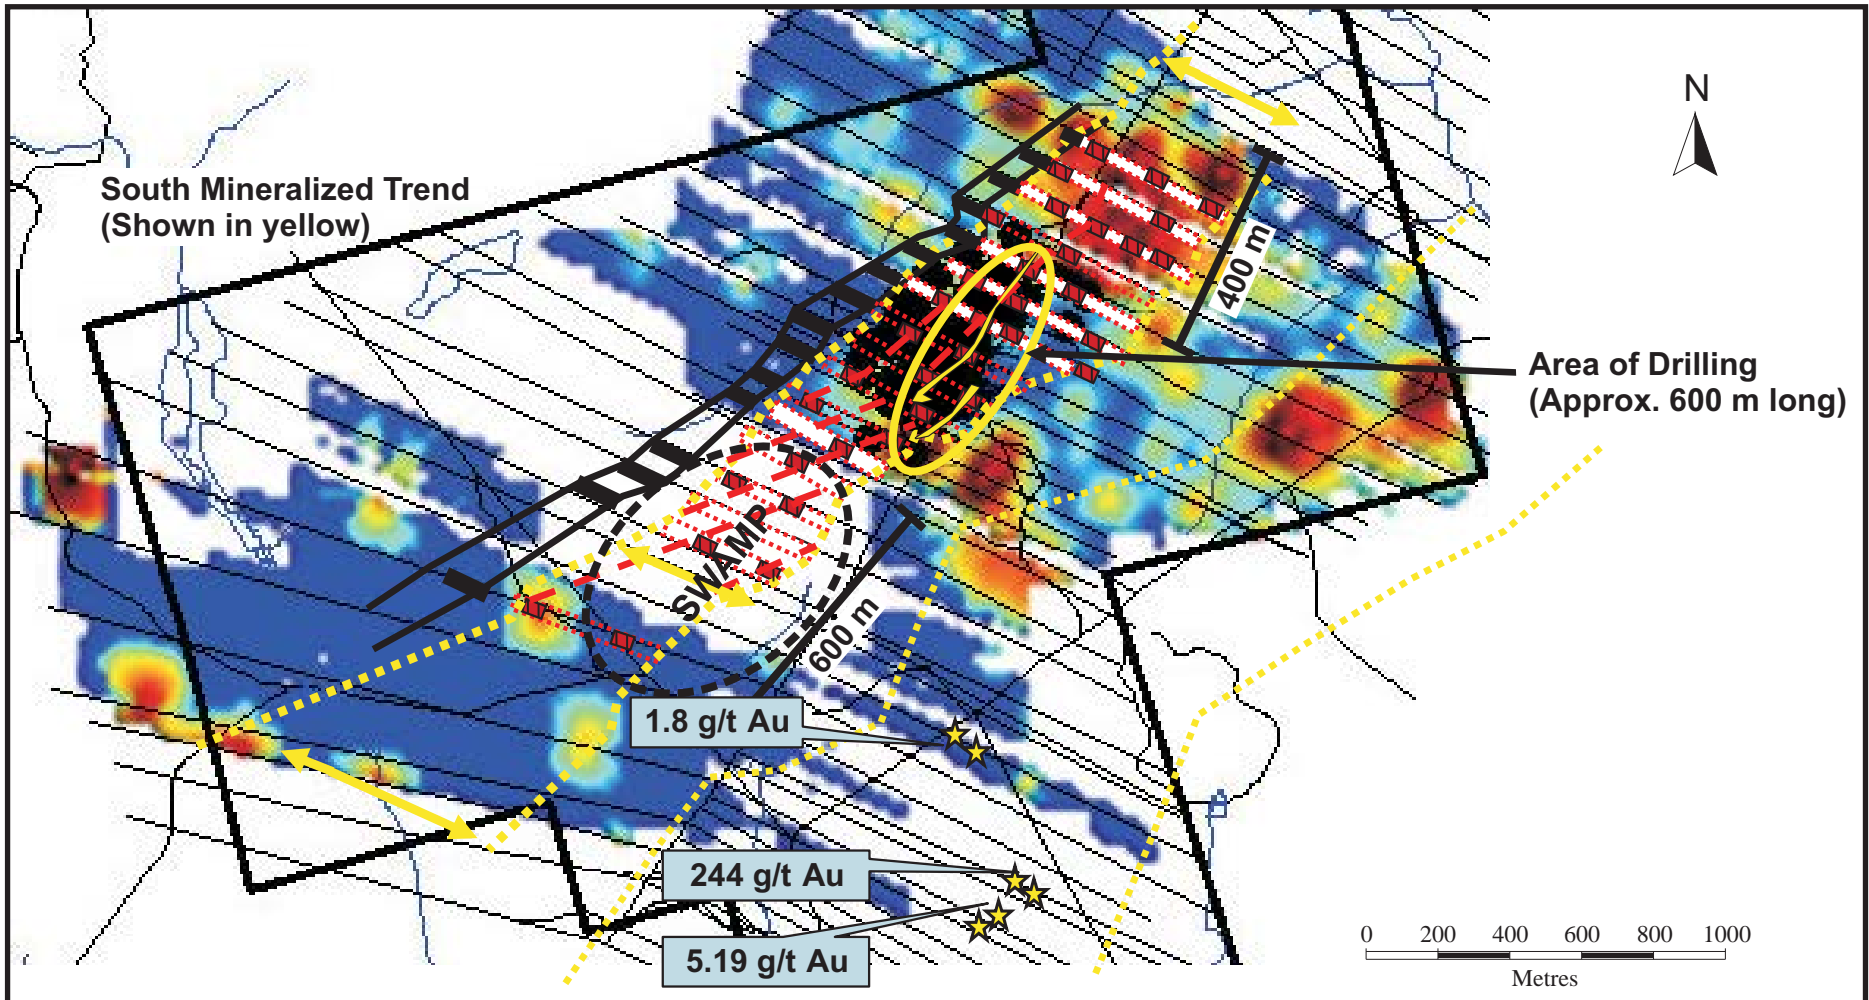 N
South Mineralized Trend
(Shown in yellow)
400 m
Area of Drilling
(Approx. 600 m long)
SWAMP
600 m
1.8 g/t Au
244 g/t Au
5.19 g/t Au
0 200 400 600 800 1000
Metres